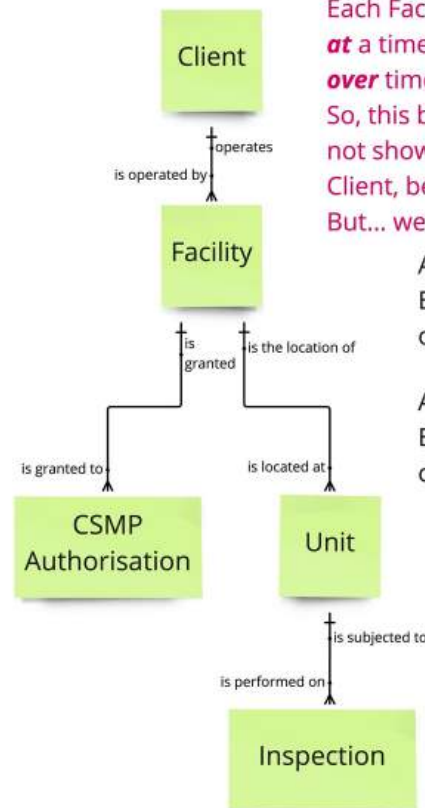 Each Fac
at a time
over time
So, this b
not show
Client, be
But... we
Client
operates
is operated by
Facility
A
E
is
granted
is the location of
A
E
is granted to
is located at
CSMP
Authorisation
Unit
is subjected to
is performed on
Inspection